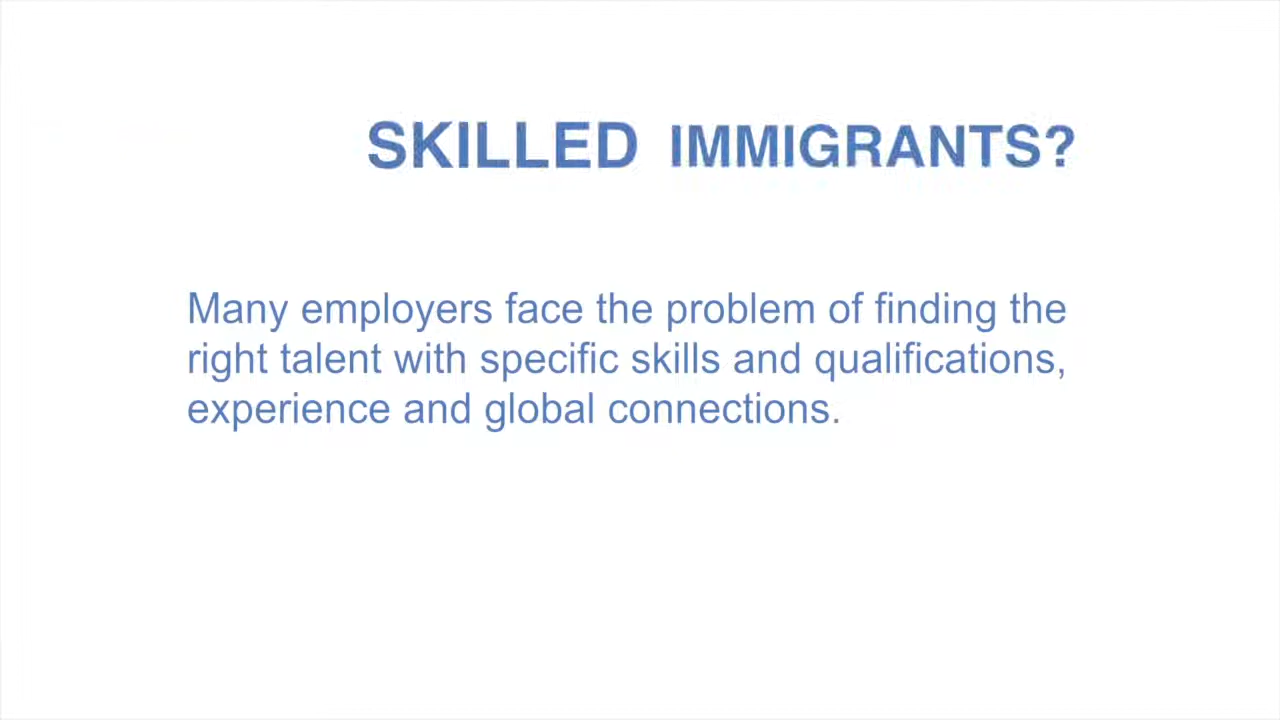 SKILLED IMMIGRANTS?
Many employers face the problem of finding the
right talent with specific skills and qualifications,
experience and global connections.